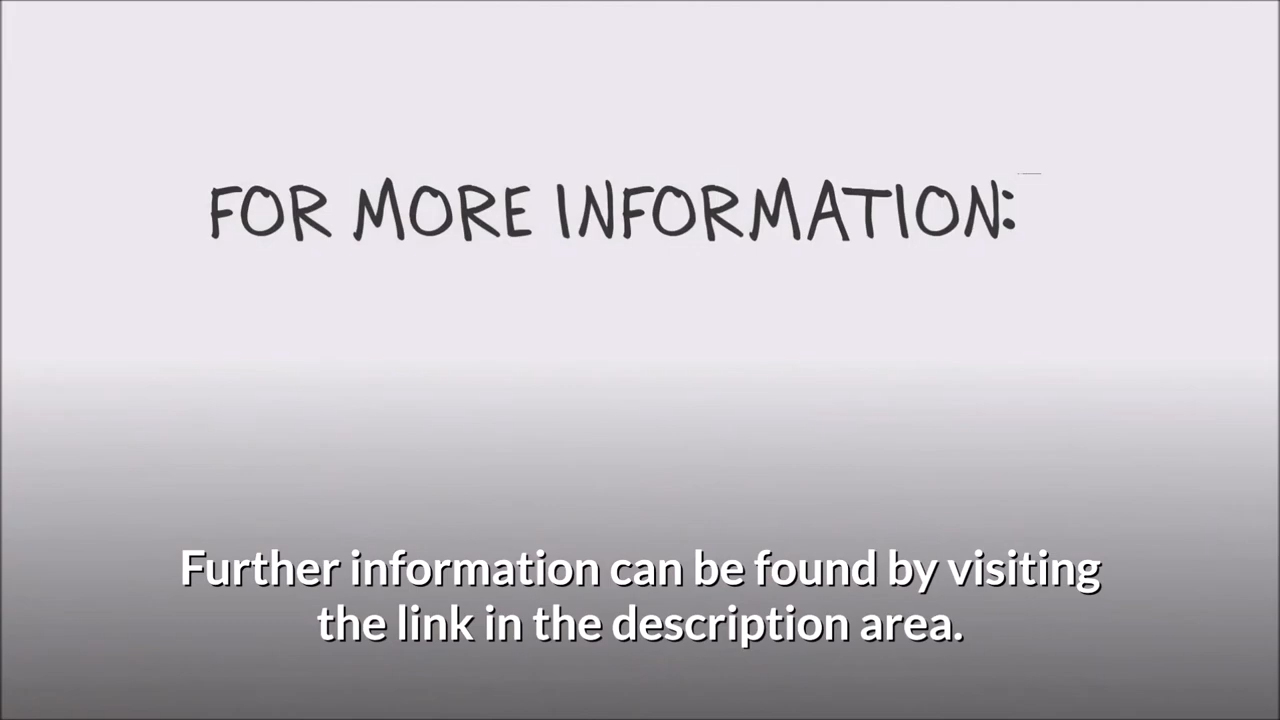 FOR MORE INFORMATION:
Further information can be found by visiting
the link in the description area.